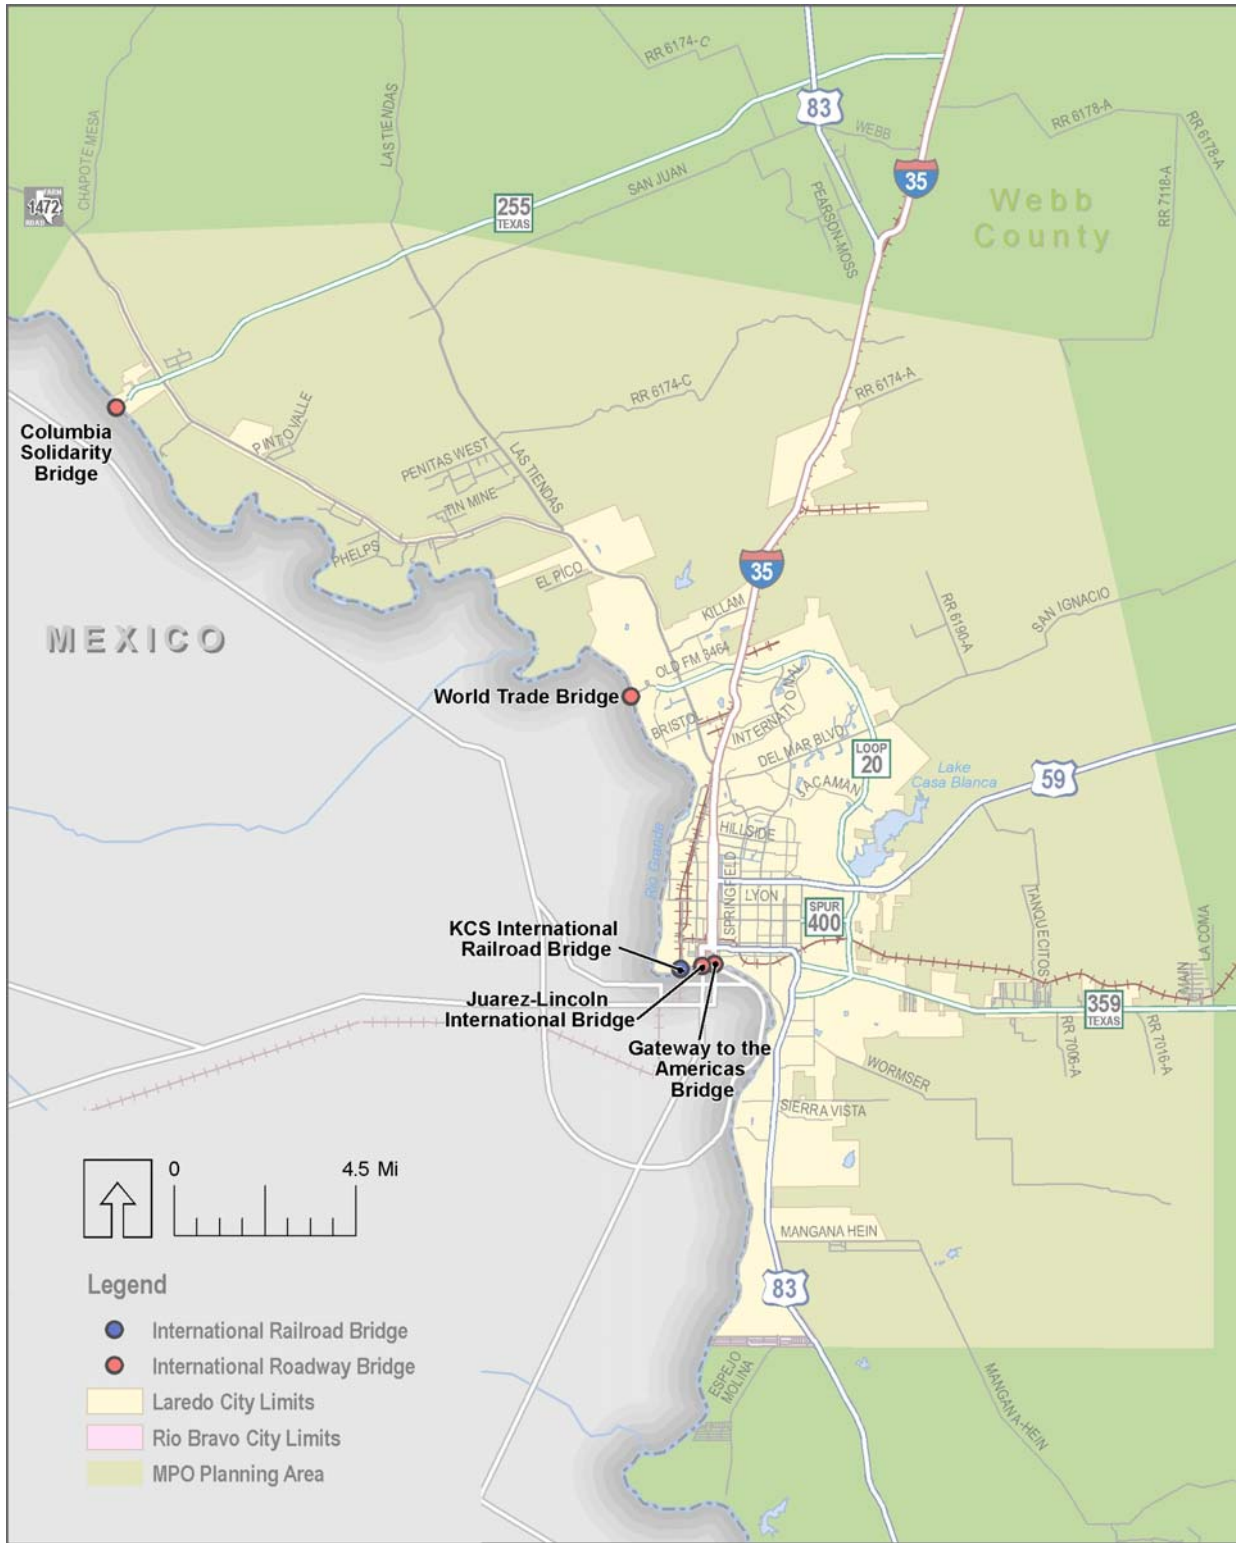 RR 6174-C
83
WEBB
RR 6178-A
RR 6178-A
CHAPOTE MESA
LAS TIENDAS
35
SAN JUAN
PEARSON-MOSS
RR 7118-A
FARM
1472
ROAD
255
TEXAS
Webb
County
RR 6174-C
RR 6174-A
Columbia
Solidarity
Bridge
PINTO VALLE
PENITAS WEST
LAS TIENDAS
TIN MINE
PHELPS
EL PICO
35
KILLAM
RR 6190-A
SAN IGNACIO
MEXICO
OLD FM 3464
World Trade Bridge
BRISTOL
INTERNATIONAL
DEL MAR BLVD
LOOP
20
Lake
Casa Blanca
59
JACAMAN
HILLSIDE
Rio Grande
SPRINGFIELD
LYON
SPUR
400
TANQUECITOS
LA COMA
MAIN
KCS International
Railroad Bridge
Juarez-Lincoln
International Bridge
359
TEXAS
RR 7006-A
RR 7016-A
Gateway to the
Americas
Bridge
WORMSER
SIERRA VISTA
0 4.5 Mi
MANGANA HEIN
83
Legend
International Railroad Bridge
International Roadway Bridge
Laredo City Limits
Rio Bravo City Limits
MPO Planning Area
ESPEJO
MOLINA
MANGANA-HEIN